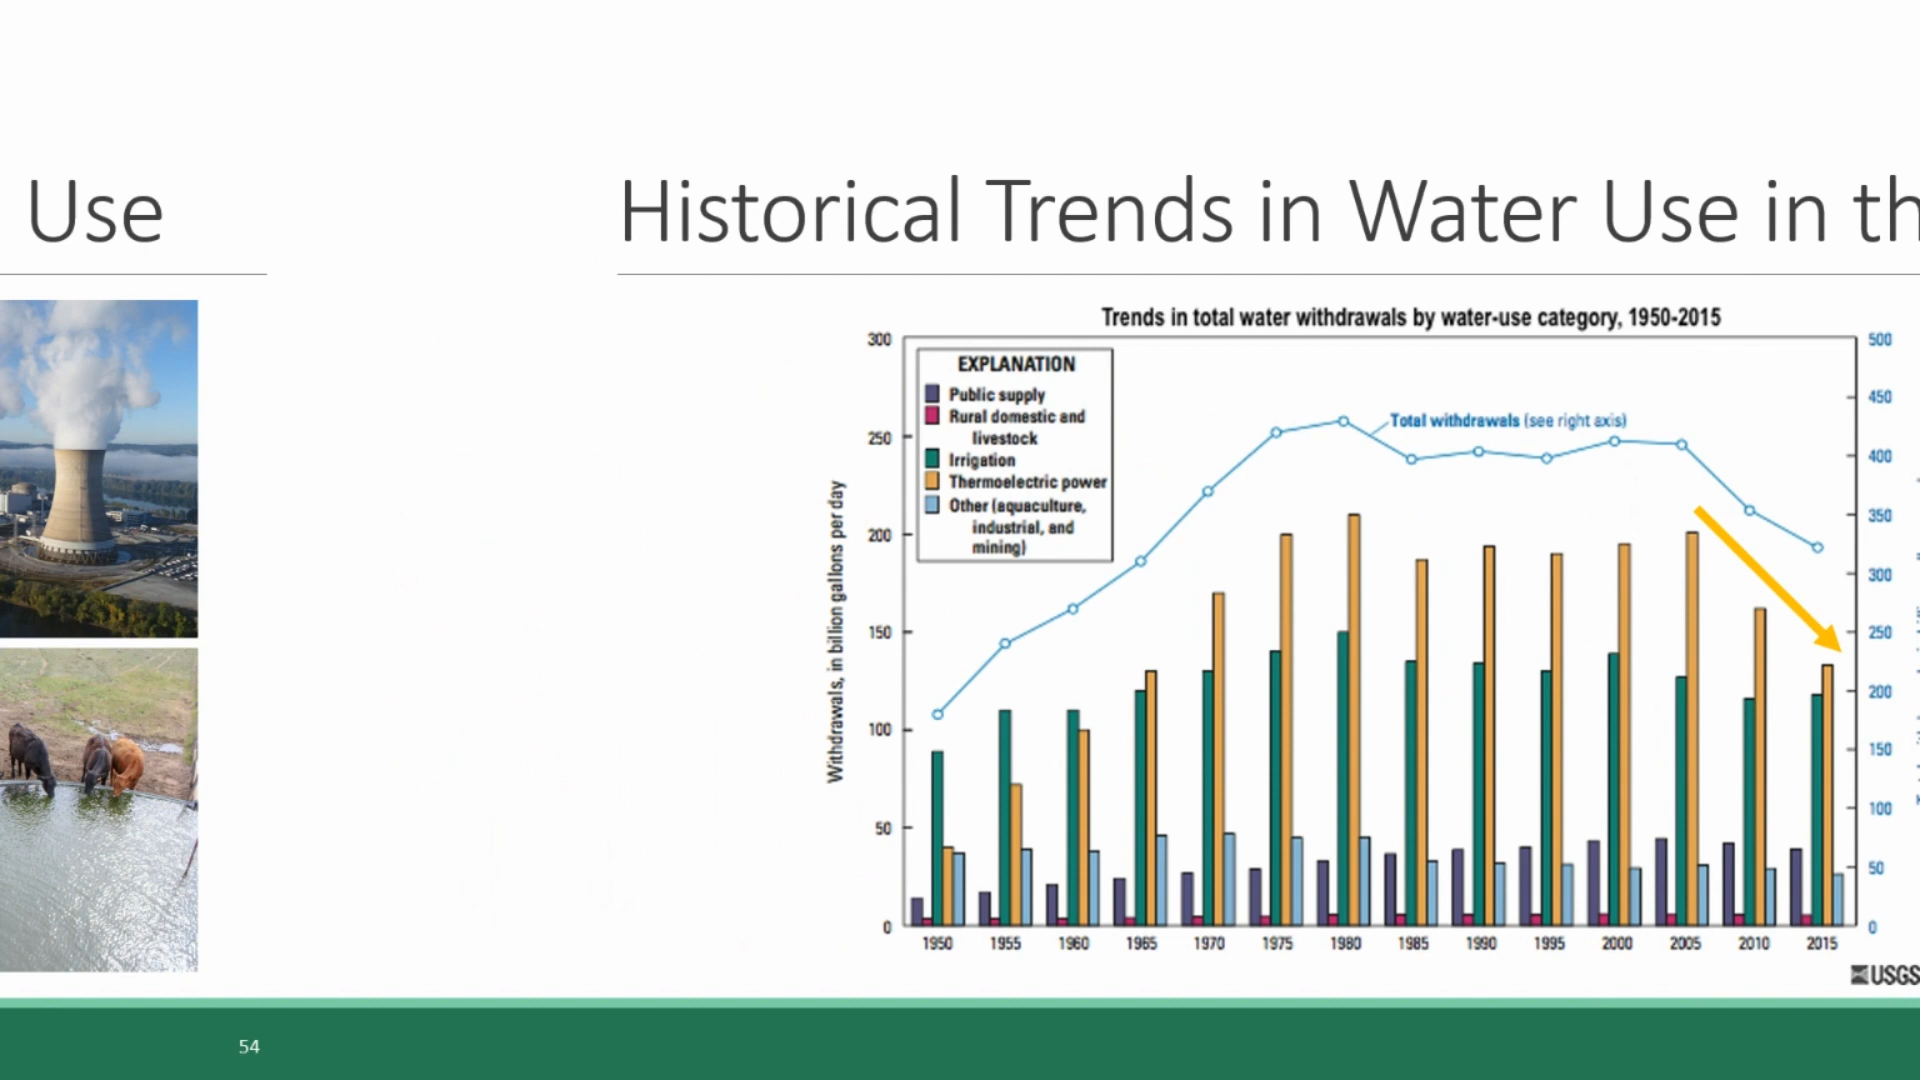 Use
Historical Trends in Water Use in th
Trends in total water withdrawals by water-use category, 1950-2015
300
250
200
150
100
50
0
Withdrawals, in billion gallons per day
EXPLANATION
Public supply
Rural domestic and
livestock
Irrigation
Thermoelectric power
Other (aquaculture,
industrial, and
mining)
Total withdrawals (see right axis)
500
450
400
350
300
250
200
150
100
50
0
1950 1955 1960 1965 1970 1975 1980 1985 1990 1995 2000 2005 2010 2015
USGS
54